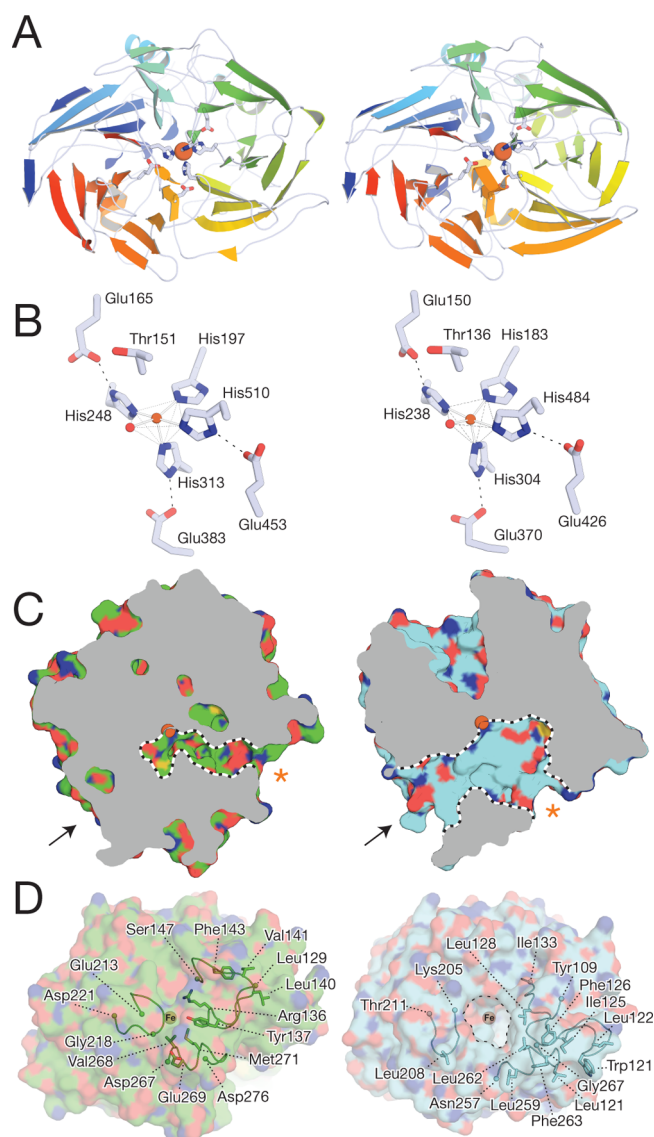 A
B
Glu165
Thr151
His197
His510
His248
His313
Glu453
Glu383
Glu150
Thr136
His183
His484
His238
His304
Glu426
Glu370
C
*
*
D
Ser147
Phe143
Val141
Leu129
Leu140
Glu213
Asp221
Fe
Arg136
Tyr137
Gly218
Val268
Met271
Asp267
Glu269
Asp276
Leu128
Ile133
Tyr109
Lys205
Phe126
Ile125
Thr211
Leu122
Fe
Trp121
Leu208
Leu262
Gly267
Asn257
Leu121
Leu259
Phe263